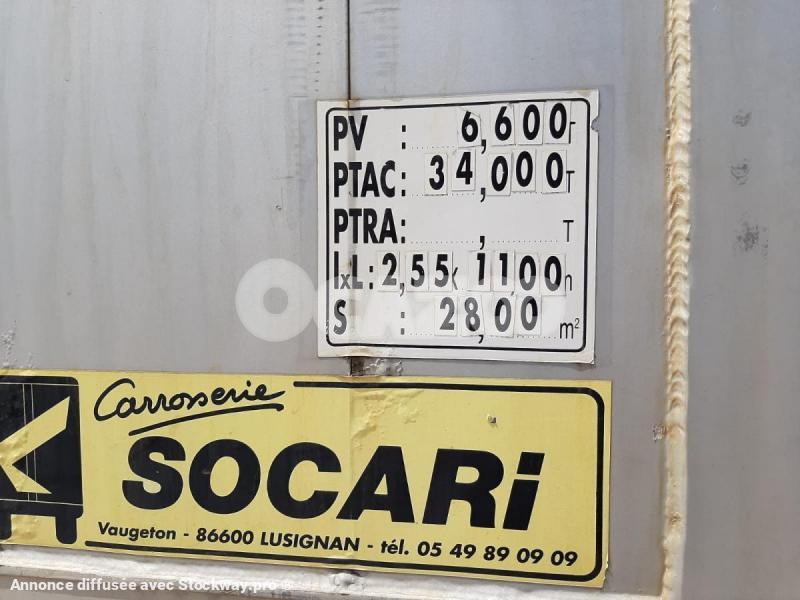 PV : 6,600 T
PTAC : 34,000 T
PTRA : , T
lxL : 2,55 x 11,00 m
S : 28,00 m²
Carrosserie
SOCARi
Vaugeton - 86600 LUSIGNAN - tél. 05 49 89 09 09
Annonce diffusée avec Stockway.pro